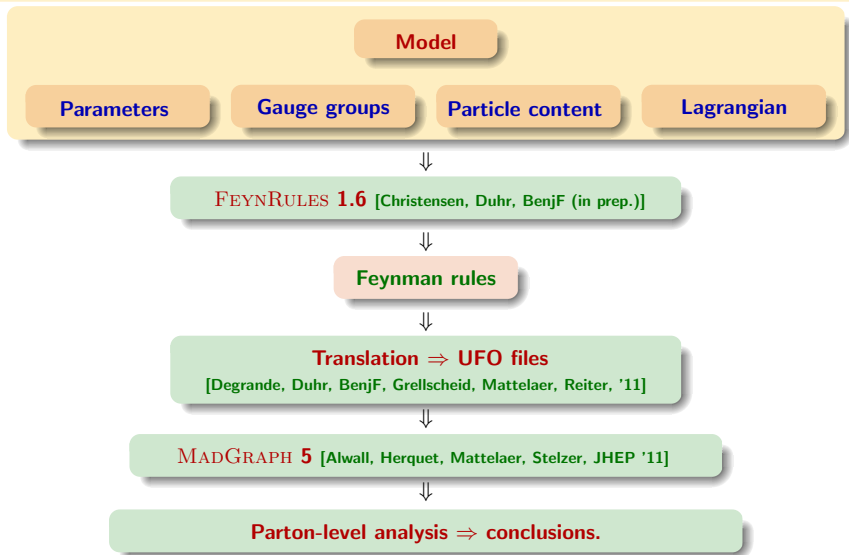 Model
Parameters Gauge groups Particle content Lagrangian
⇓
FEYNRULES 1.6 [Christensen, Duhr, BenjF (in prep.)]
⇓
Feynman rules
⇓
Translation ⇒ UFO files
[Degrande, Duhr, BenjF, Grellscheid, Mattelaer, Reiter, '11]
⇓
MADGRAPH 5 [Alwall, Herquet, Mattelaer, Stelzer, JHEP '11]
⇓
Parton-level analysis ⇒ conclusions.